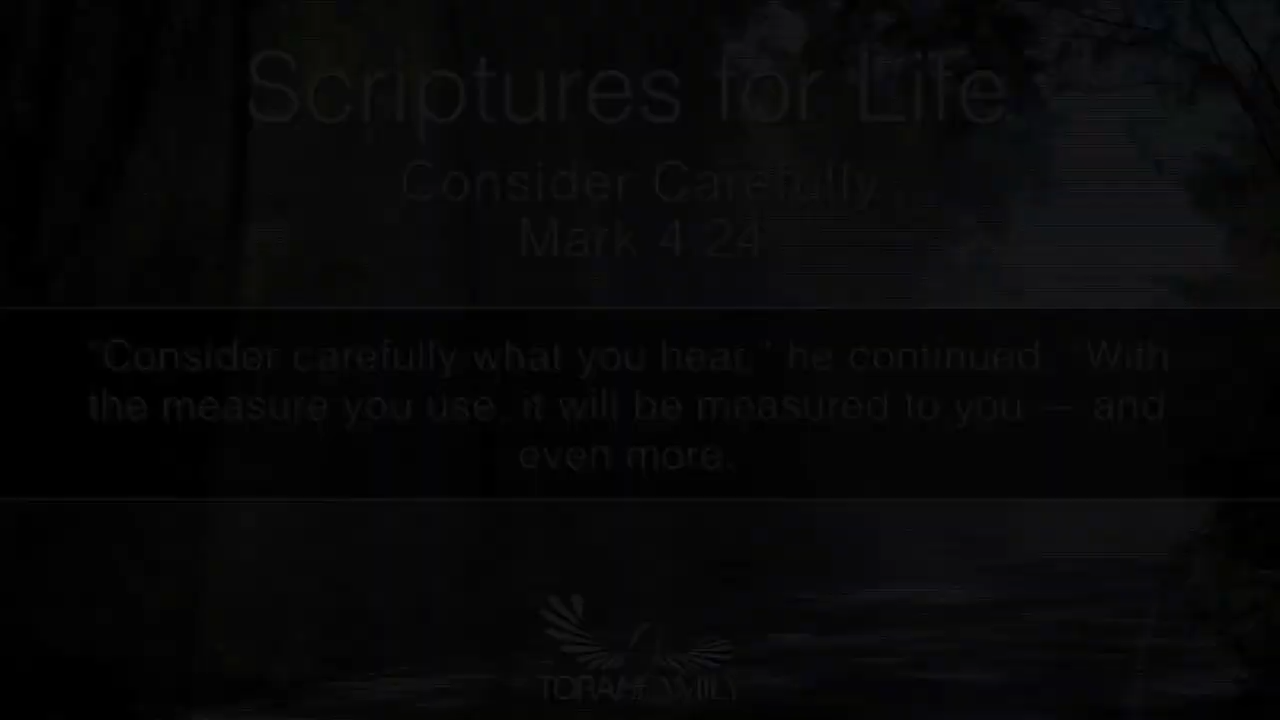 Scriptures for Life
Consider Carefully
Mark 4:24
"Consider carefully what you hear," he continued. "With
the measure you use, it will be measured to you — and
even more.